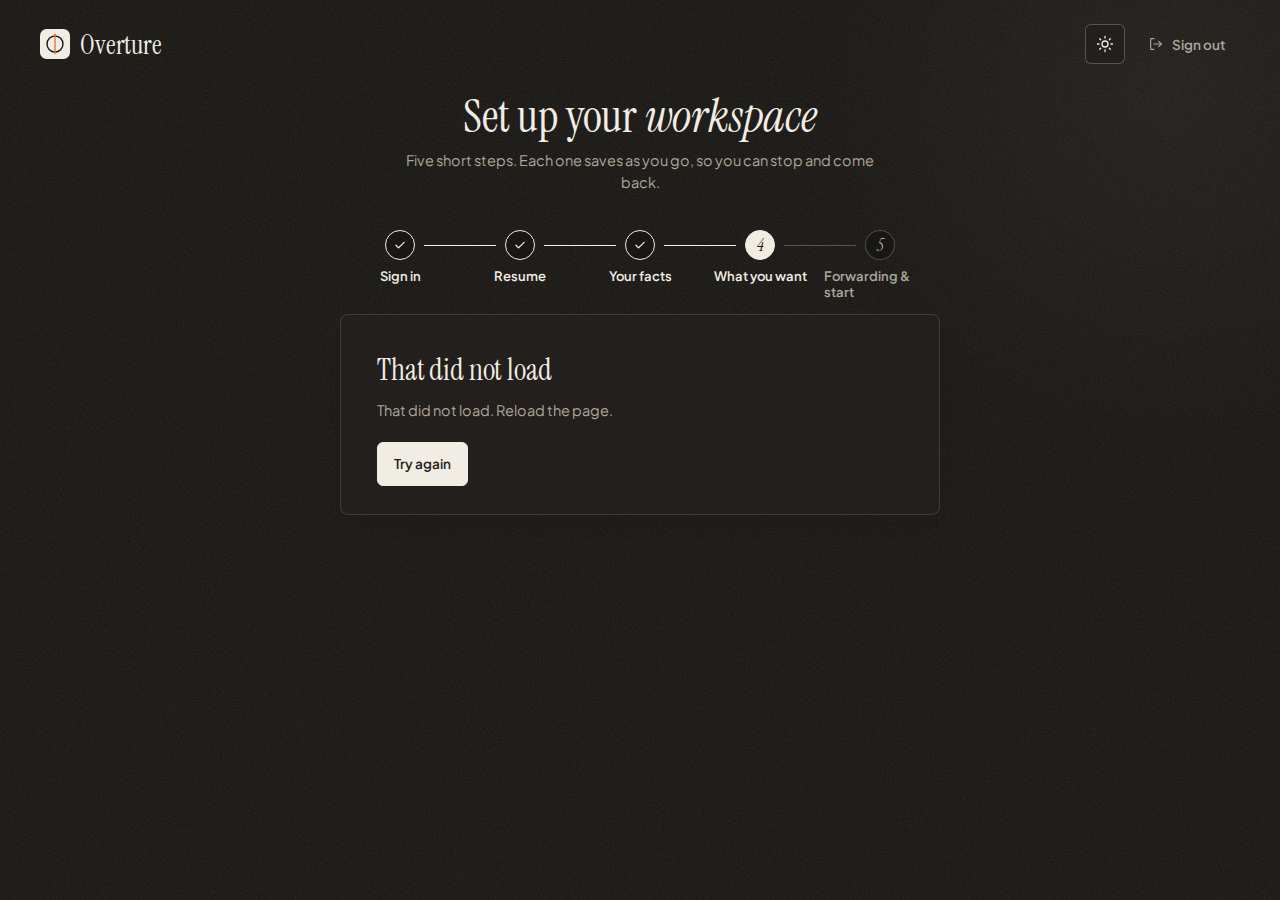 Overture
Sign out
Set up your workspace
Five short steps. Each one saves as you go, so you can stop and come
back.
4
5
Sign in
Resume
Your facts
What you want
Forwarding &
start
That did not load
That did not load. Reload the page.
Try again